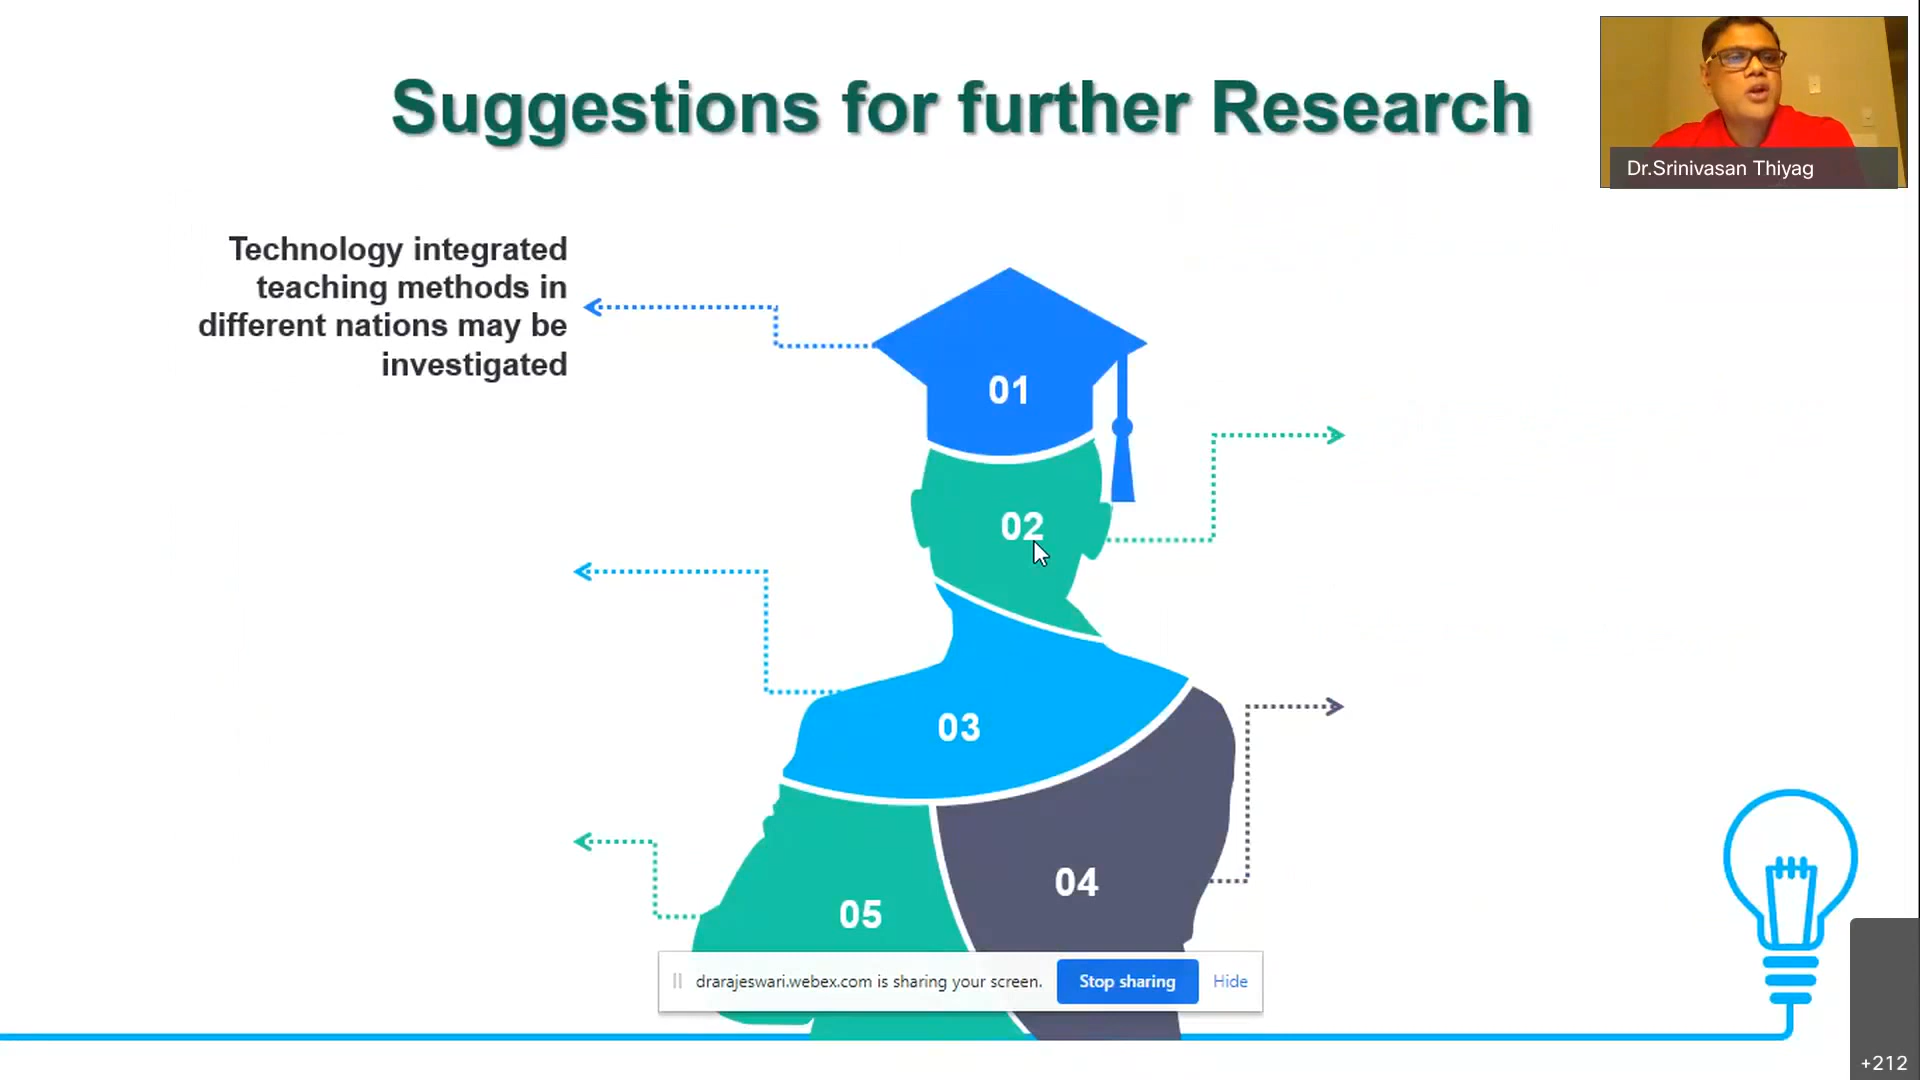 Suggestions for further Research
Dr.Srinivasan Thiyag
Technology integrated
teaching methods in
different nations may be
investigated
01
02
03
04
05
drarajeswari.webex.com is sharing your screen.
Stop sharing
Hide
+212